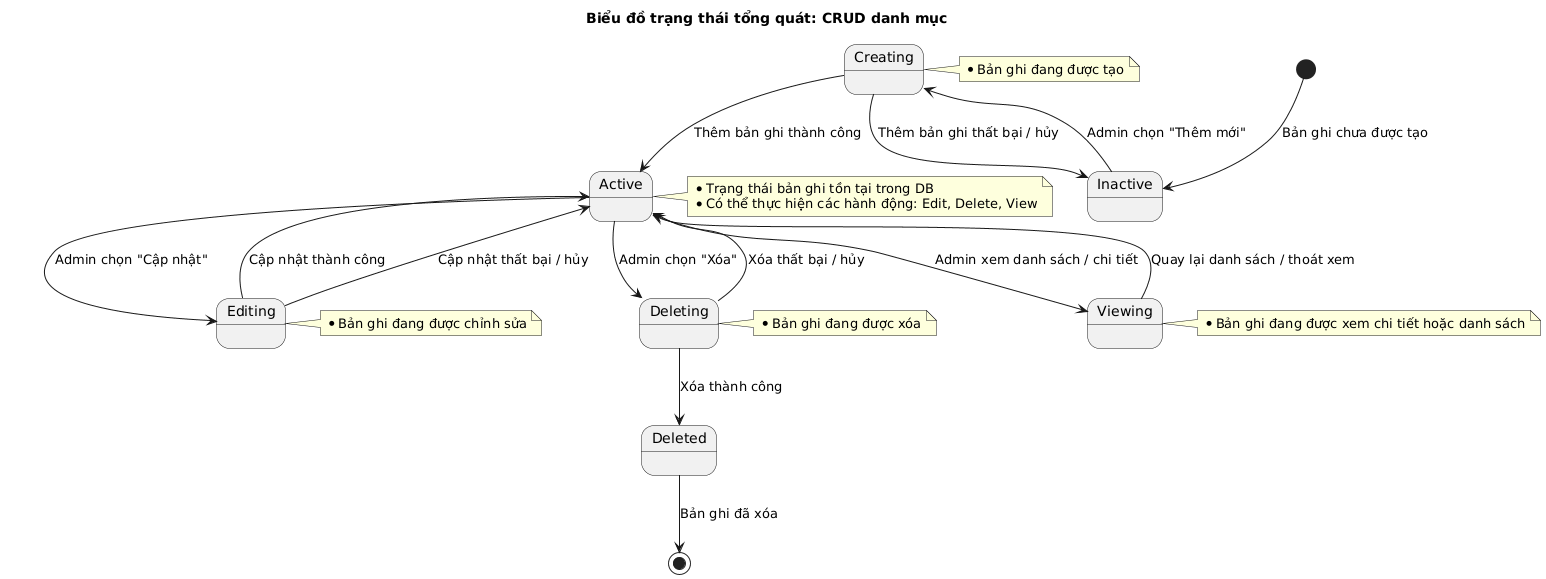 Biểu đồ trạng thái tổng quát: CRUD danh mục
Creating
• Bản ghi đang được tạo
Thêm bản ghi thành công
Thêm bản ghi thất bại / hủy
Admin chọn "Thêm mới"
Bản ghi chưa được tạo
Active
• Trạng thái bản ghi tồn tại trong DB
• Có thể thực hiện các hành động: Edit, Delete, View
Inactive
Admin chọn "Cập nhật"
Cập nhật thành công
Cập nhật thất bại / hủy
Admin chọn "Xóa"
Xóa thất bại / hủy
Admin xem danh sách / chi tiết
Quay lại danh sách / thoát xem
Editing
• Bản ghi đang được chỉnh sửa
Deleting
• Bản ghi đang được xóa
Viewing
• Bản ghi đang được xem chi tiết hoặc danh sách
Xóa thành công
Deleted
Bản ghi đã xóa